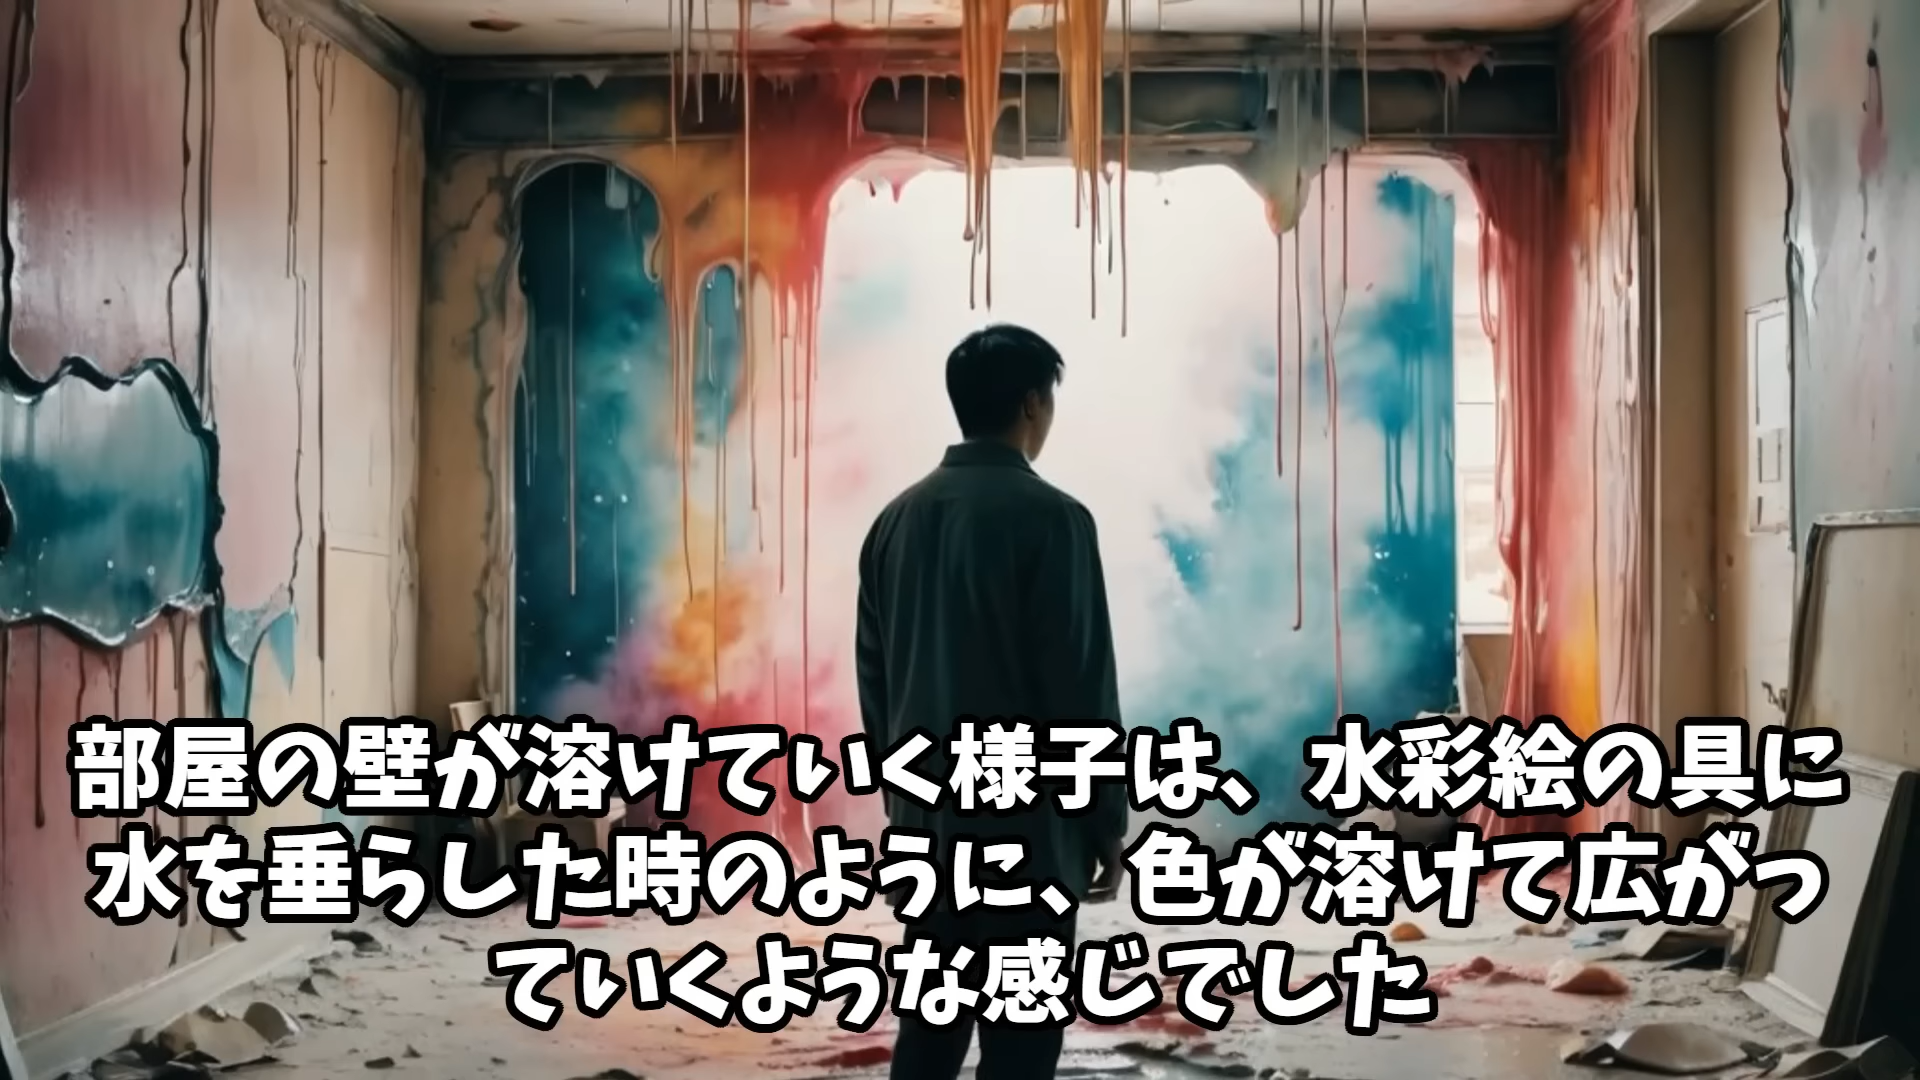 部屋の壁が溶けていく様子は、水彩絵の具に
水を垂らした時のように、色が溶けて広がっ
ていくような感じでした